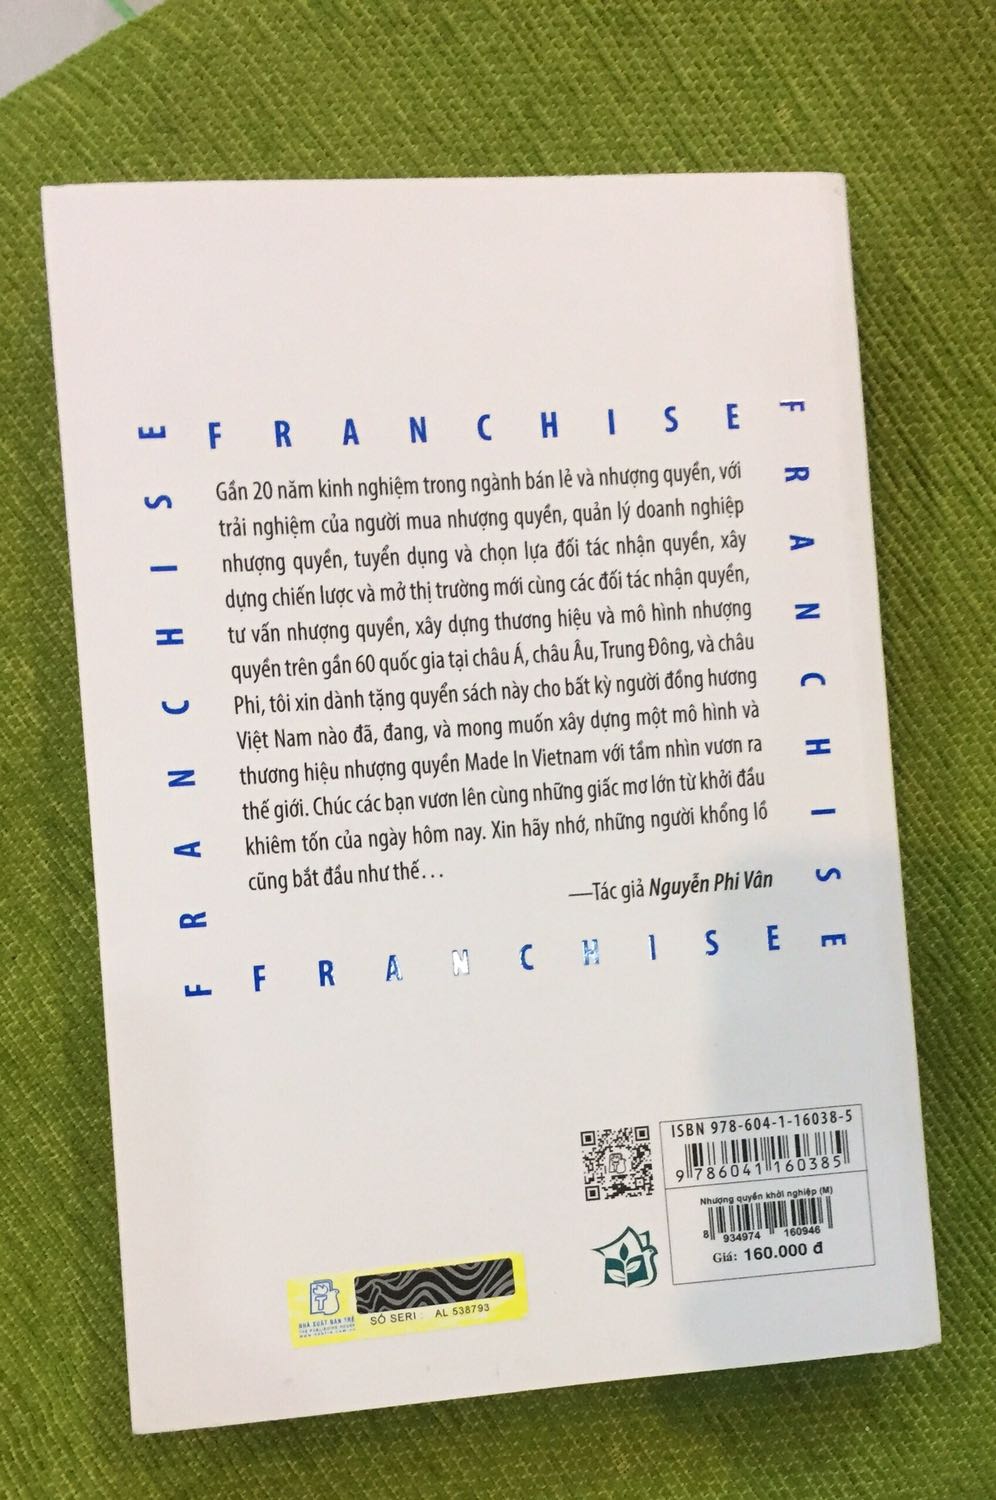 FRANCHISE
FRANCHISE
FRANCHISE
Gần 20 năm kinh nghiệm trong ngành bán lẻ và nhượng quyền, với
trải nghiệm của người mua nhượng quyền, quản lý doanh nghiệp
nhượng quyền, tuyển dụng và chọn lựa đối tác nhận quyền, xây
dựng chiến lược và mở thị trường mới cùng các đối tác nhận quyền,
tư vấn nhượng quyền, xây dựng thương hiệu và mô hình nhượng
quyền trên gần 60 quốc gia tại châu Á, châu Âu, Trung Đông, và châu
Phi, tôi xin dành tặng quyển sách này cho bất kỳ người đồng hương
Việt Nam nào đã, đang, và mong muốn xây dựng một mô hình và
thương hiệu nhượng quyền Made In Vietnam với tầm nhìn vươn ra
thế giới. Chúc các bạn vươn lên cùng những giấc mơ lớn từ khởi đầu
khiêm tốn của ngày hôm nay. Xin hãy nhớ, những người khổng lồ
cũng bắt đầu như thế...
—Tác giả Nguyễn Phi Vân
FRANCHISE
ISBN 978-604-1-16038-5
9 786041 160385
Nhượng quyền khởi nghiệp (M)
8 934974 160946
Giá: 160.000 đ
NHÀ XUẤT BẢN TRẺ
SỐ SERI : AL 538793